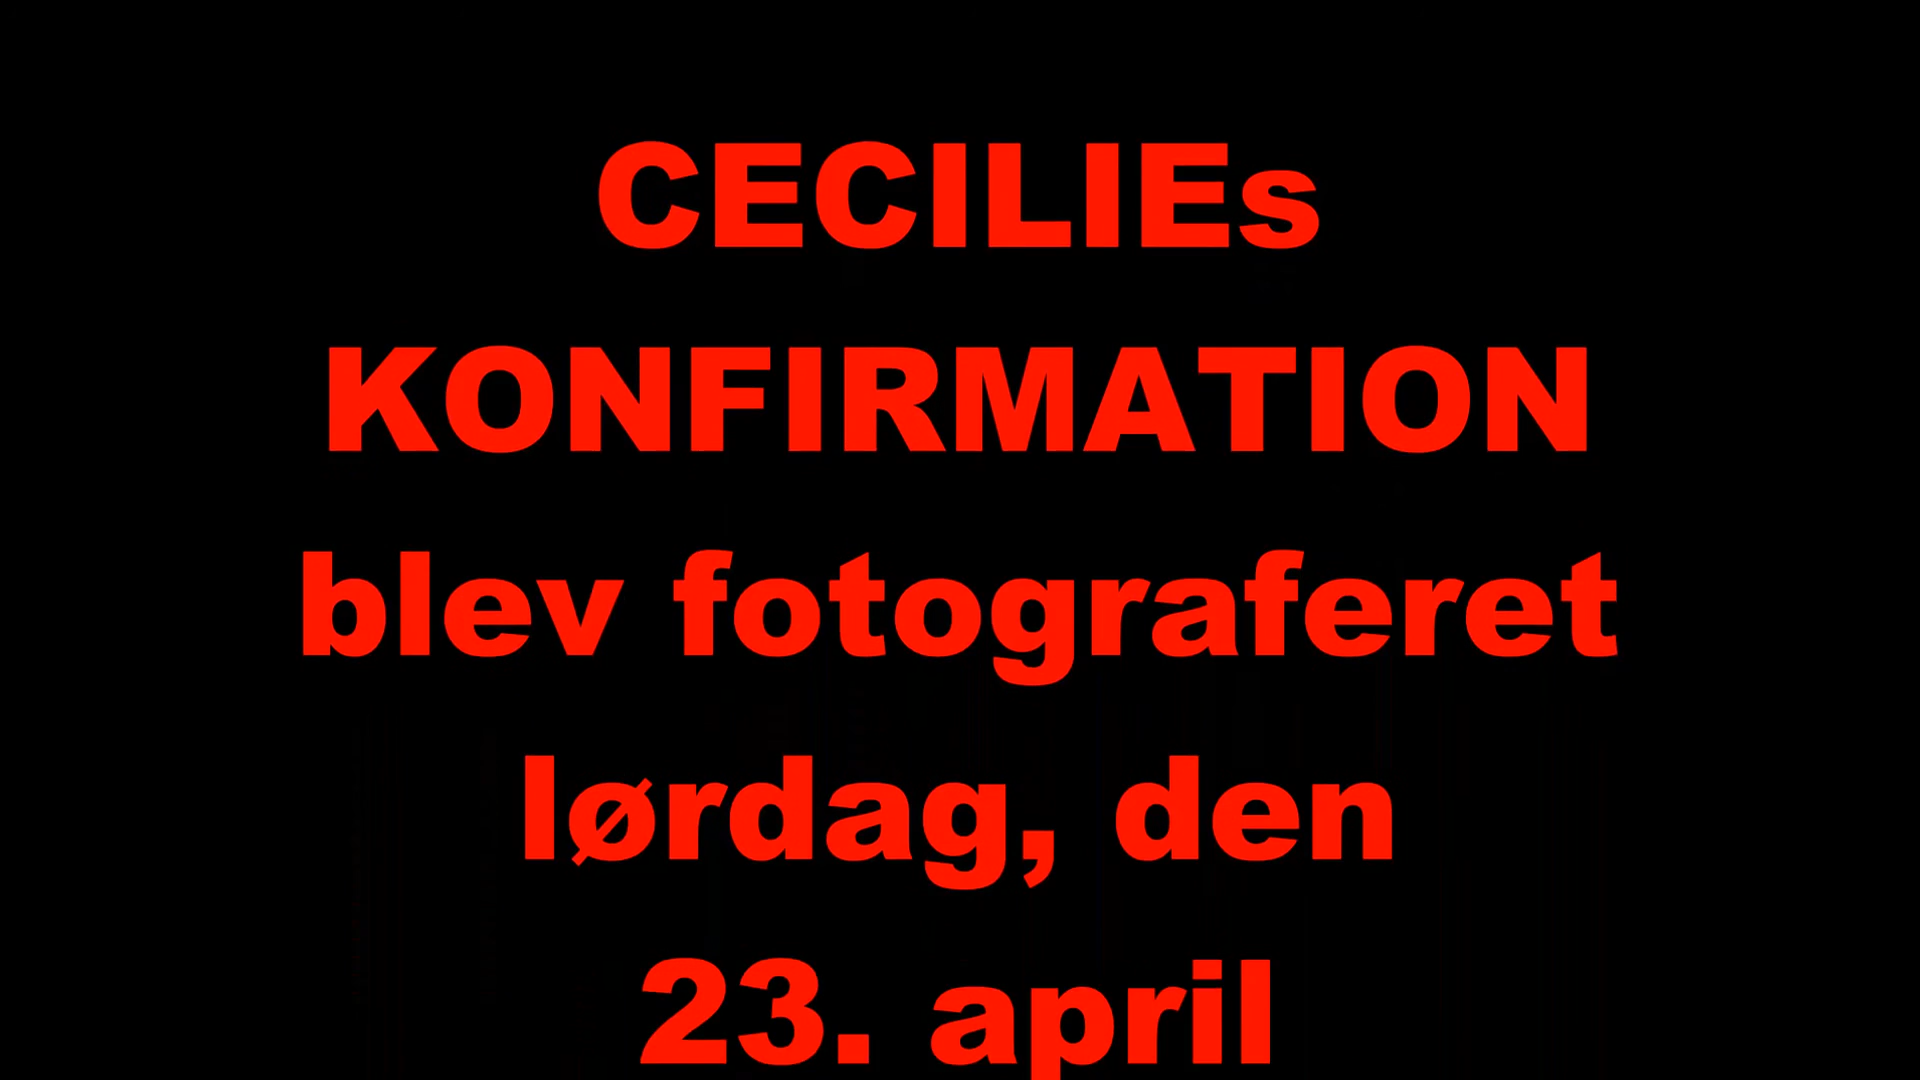 CECILIEs
KONFIRMATION
blev fotograferet
lørdag, den
23. april